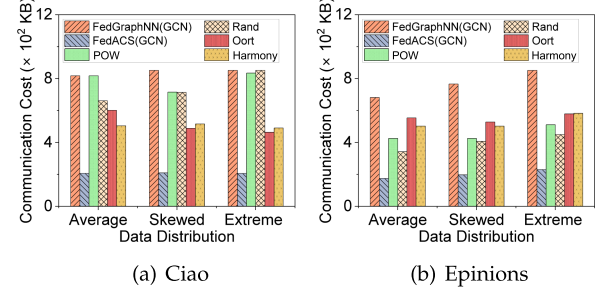 Communication Cost (× 10² KB)
12
8
4
0
FedGraphNN(GCN)
FedACS(GCN)
POW
Rand
Oort
Harmony
Average Skewed Extreme
Data Distribution
(a) Ciao
Communication Cost (× 10² KB)
12
8
4
0
FedGraphNN(GCN)
FedACS(GCN)
POW
Rand
Oort
Harmony
Average Skewed Extreme
Data Distribution
(b) Epinions